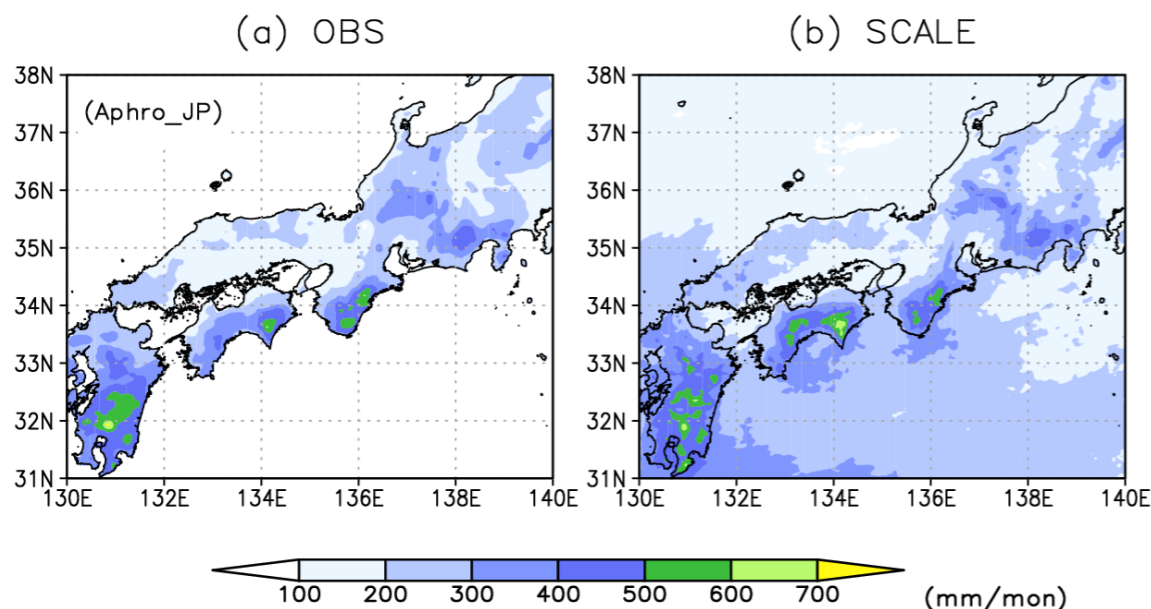 (a) OBS (b) SCALE
38N 38N
(Aphro_JP)
37N 37N
36N 36N
35N 35N
34N 34N
33N 33N
32N 32N
31N 31N
130E 132E 134E 136E 138E 140E 130E 132E 134E 136E 138E 140E
100 200 300 400 500 600 700 (mm/mon)